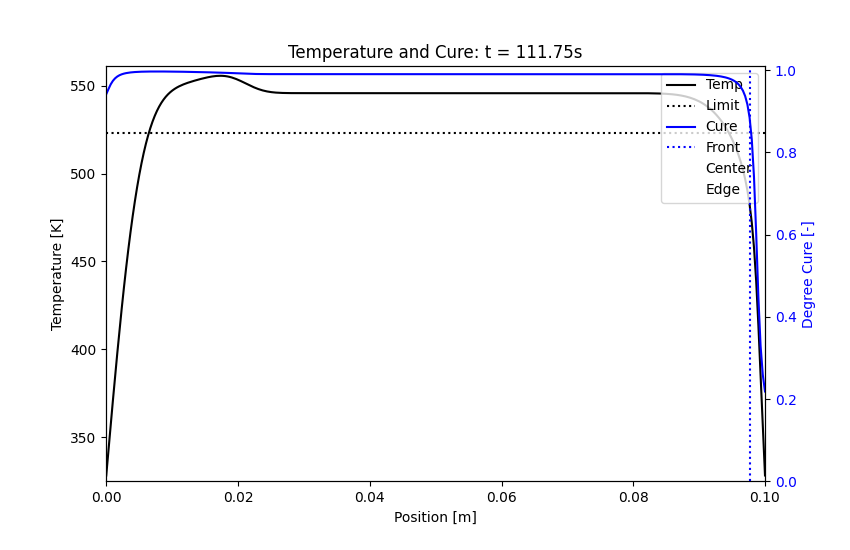 Temperature and Cure: t = 111.75s
550
500
450
400
350
Temperature [K]
1.0
0.8
0.6
0.4
0.2
0.0
Degree Cure [-]
Temp
Limit
Cure
Front
Center
Edge
0.00
0.02
0.04
0.06
0.08
0.10
Position [m]